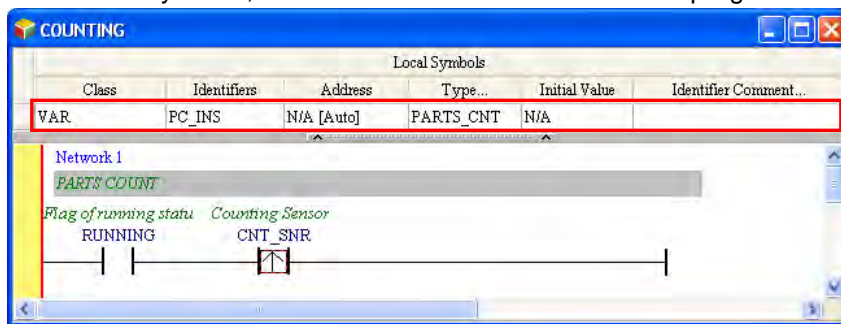 COUNTING
Local Symbols
Class Identifiers Address Type... Initial Value Identifier Comment...
VAR PC_INS N/A [Auto] PARTS_CNT N/A
Network 1
PARTS COUNT
Flag of running statu Counting Sensor
RUNNING CNT_SNR